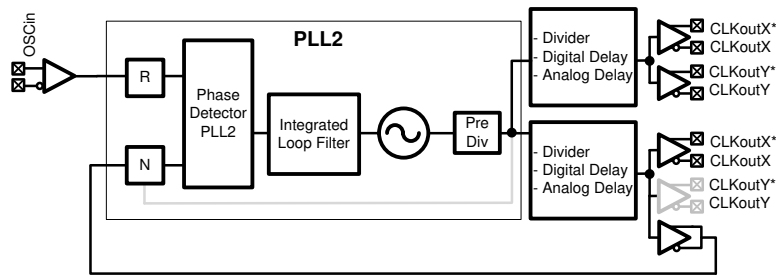 OSCin
PLL2
R
N
Phase
Detector
PLL2
Integrated
Loop Filter
Pre
Div
- Divider
- Digital Delay
- Analog Delay
CLKoutX*
CLKoutX
CLKoutY*
CLKoutY
- Divider
- Digital Delay
- Analog Delay
CLKoutX*
CLKoutX
CLKoutY*
CLKoutY